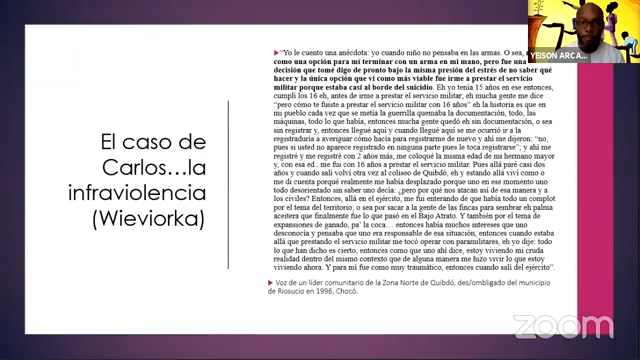 YEISON ARCA...
El caso de
Carlos…la
infraviolencia
(Wieviorka)
“Yo le cuento una anécdota: yo cuando niño no pensaba en las armas. O sea,
como una opción para mí terminar con un arma en mi mano, pero fue una
decisión que tomé digo de pronto bajo la misma presión del estrés de no saber qué
hacer y la única opción que vi como más viable fue irme a prestar el servicio
militar porque estaba casi al borde del suicidio. Eh yo tenía 15 años en ese entonces,
cumplí los 16 eh, antes de irme a prestar el servicio militar; eh mucha gente me dice
“pero cómo te fuiste a prestar el servicio militar con 16 años” eh la historia es que en
mi pueblo cada vez que se metía la guerrilla quemaba la documentación, todo, las
máquinas, todo lo que había, entonces mucha gente quedó eh sin documentación, o sea
sin registrar y, entonces llegué aquí y cuando llegué aquí se me ocurrió ir a la
registraduría a averiguar cómo hacía para registrarme de nuevo y ahí me dijeron: “no,
pues si usted no aparece registrado en ninguna parte pues le toca registrarse”; y ahí me
registré y me registré con 2 años más, me coloqué la misma edad de mi hermano mayor
y, con esa ed.. me fui con 16 años a prestar el servicio militar. Pues allá paré casi dos
años y cuando salí volví otra vez al coliseo de Quibdó, eh y estando allá viví como o
me di cuenta porqué realmente me había desplazado porque uno en ese momento uno
todo desorientado sin saber uno decía: ¿pero por qué nos atacan así de esa manera y a
los civiles? Entonces, allá en el ejército, me fui enterando de que había todo un complot
por el tema del territorio; o sea por sacar a la gente de las fincas para sembrar eh palma
aceitera que finalmente fue lo que pasó en el Bajo Atrato. Y también por el tema de
expansiones de ganado, pa’ la coca… entonces había muchos intereses que uno
desconocía y pensaba que uno era responsable de esa situación, entonces cuando estaba
allá que prestando el servicio militar me tocó operar con paramilitares, eh yo dije: todo
lo que han dicho es cierto, entonces como que uno ahí dice, estoy viviendo mi cruda
realidad dentro del mismo contexto que de alguna manera me hizo vivir lo que estoy
viviendo ahora. Y para mí fue como muy traumático, entonces cuando salí del ejército”.
Voz de un líder comunitario de la Zona Norte de Quibdó, des/ombligado del municipio
de Riosucio en 1996, Chocó.
zoom